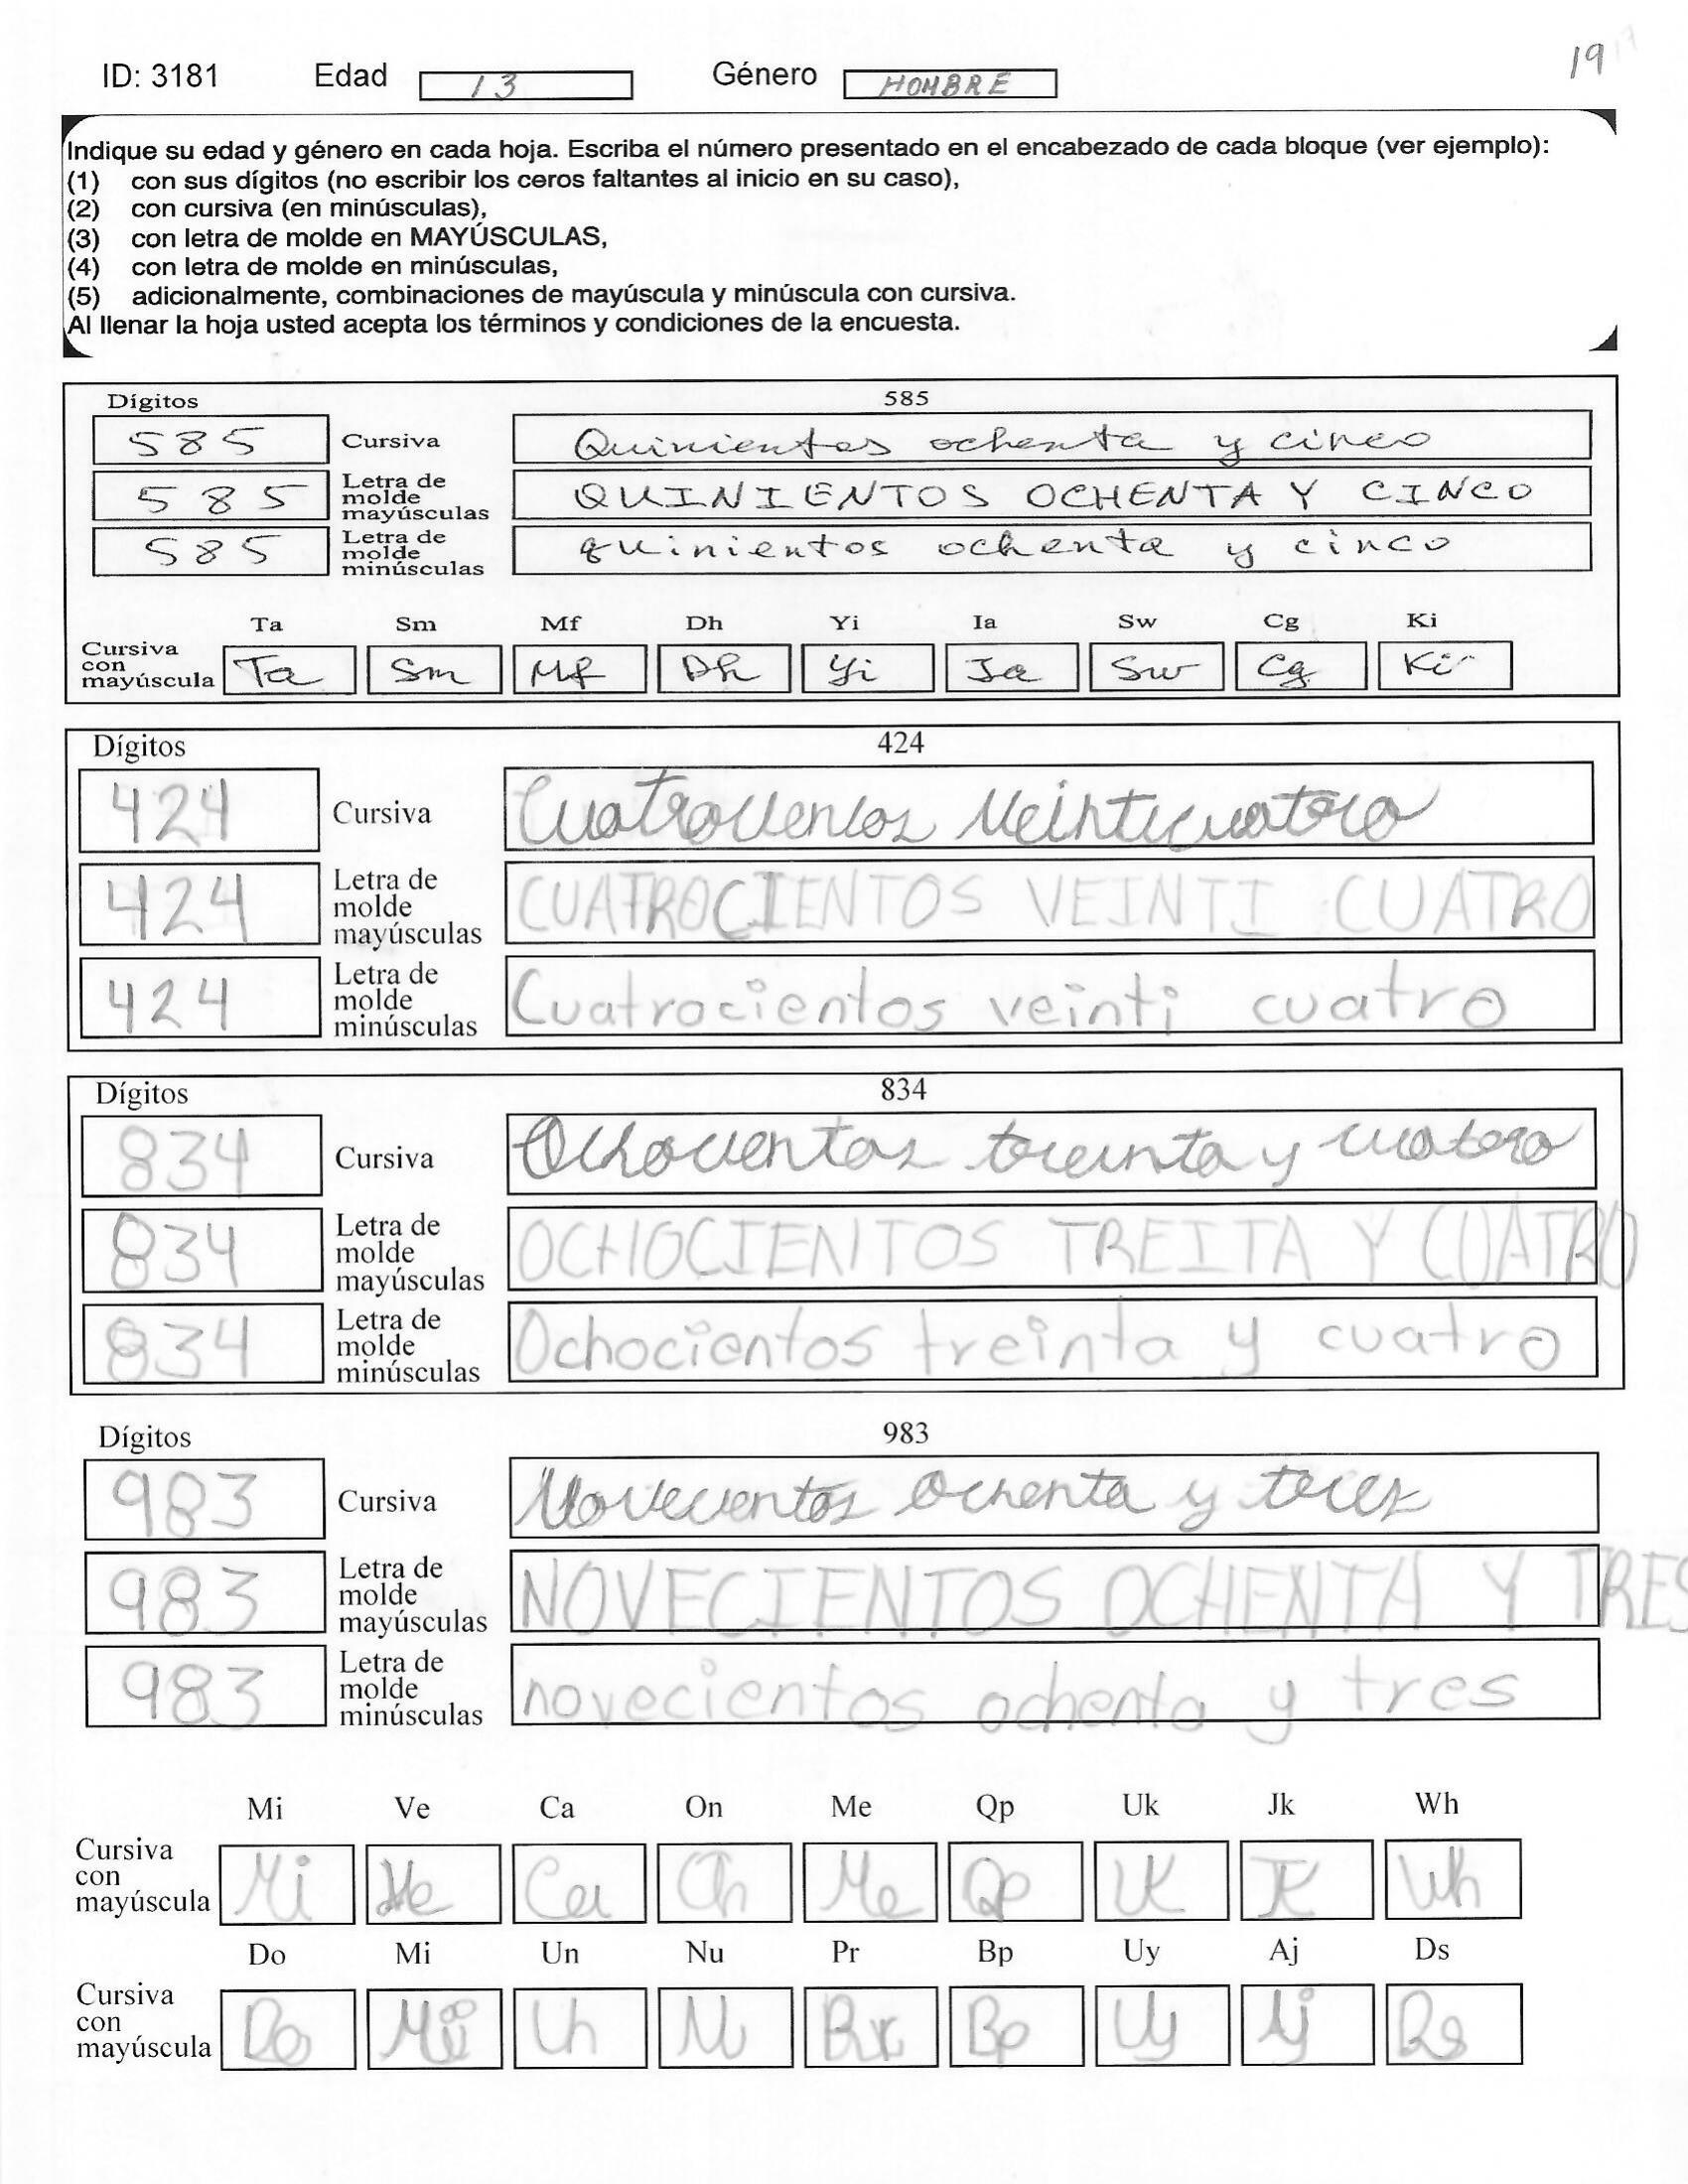 19
ID: 3181 Edad 13 Género HOMBRE
Indique su edad y género en cada hoja. Escriba el número presentado en el encabezado de cada bloque (ver ejemplo):
(1) con sus dígitos (no escribir los ceros faltantes al inicio en su caso),
(2) con cursiva (en minúsculas),
(3) con letra de molde en MAYÚSCULAS,
(4) con letra de molde en minúsculas,
(5) adicionalmente, combinaciones de mayúscula y minúscula con cursiva.
Al llenar la hoja usted acepta los términos y condiciones de la encuesta.
Dígitos 585
585 Cursiva Quinientos ochenta y cinco
585 Letra de molde mayúsculas QUINIENTOS OCHENTA Y CINCO
585 Letra de molde minúsculas quinientos ochenta y cinco
Ta Sm Mf Dh Yi Ia Sw Cg Ki
Cursiva con mayúscula Ta Sm Mf Dh Yi Ia Sw Cg Ki
Dígitos 424
424 Cursiva Cuatrocientos Veinticuatro
424 Letra de molde mayúsculas CUATROCIENTOS VEINTI CUATRO
424 Letra de molde minúsculas Cuatrocientos veinti cuatro
Dígitos 834
834 Cursiva Ochocientos treinta y cuatro
834 Letra de molde mayúsculas OCHOCIENTOS TREITA Y CUATRO
834 Letra de molde minúsculas Ochocientos treinta y cuatro
Dígitos 983
983 Cursiva Novecientos Ochenta y tres
983 Letra de molde mayúsculas NOVECIENTOS OCHENTA Y TRES
983 Letra de molde minúsculas novecientos ochenta y tres
Mi Ve Ca On Me Qp Uk Jk Wh
Cursiva con mayúscula Mi Ve Ca On Me Qp Uk Jk Wh
Do Mi Un Nu Pr Bp Uy Aj Ds
Cursiva con mayúscula Do Mi Un Nu Pr Bp Uy Aj Ds